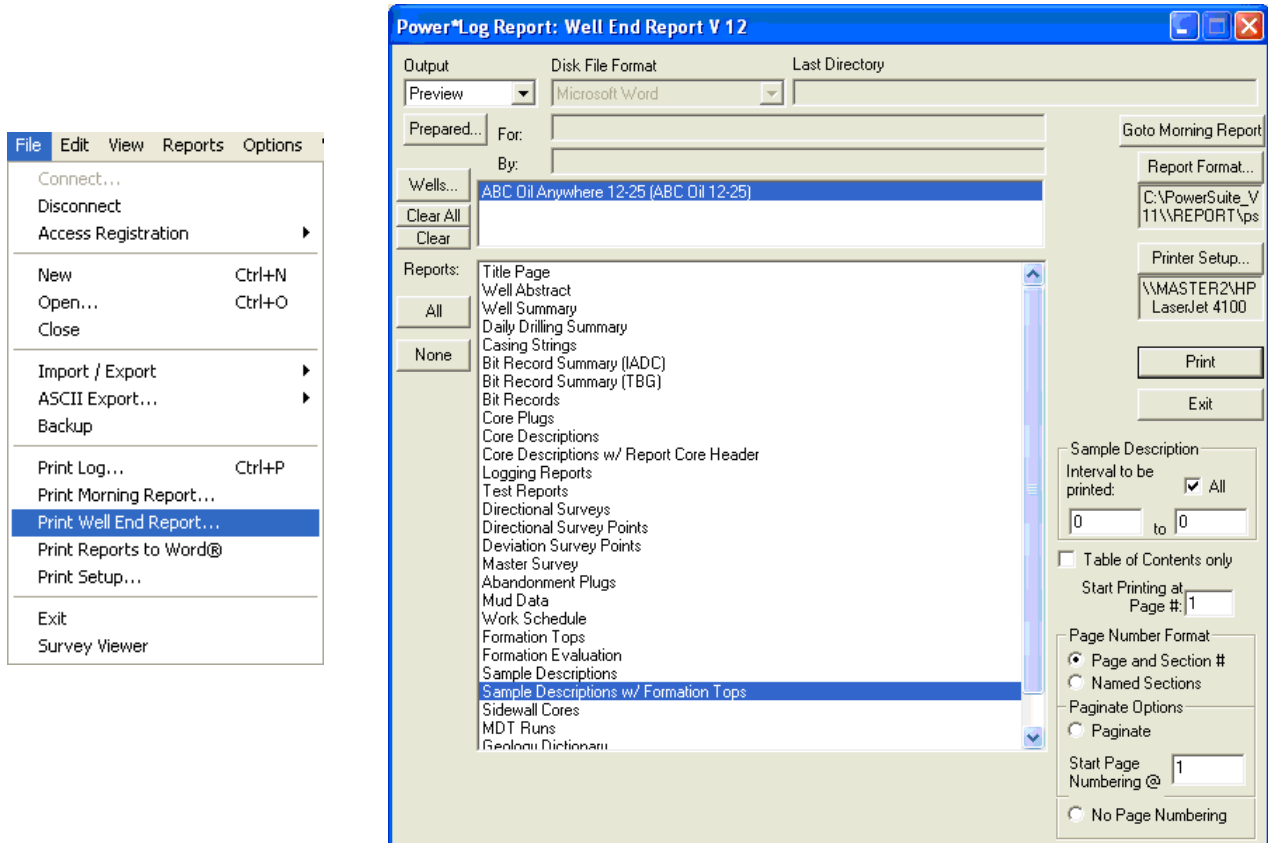 File Edit View Reports Options
Connect...
Disconnect
Access Registration
New Ctrl+N
Open... Ctrl+O
Close
Import / Export
ASCII Export...
Backup
Print Log... Ctrl+P
Print Morning Report...
Print Well End Report...
Print Reports to Word®
Print Setup...
Exit
Survey Viewer
Power*Log Report: Well End Report V 12
Output Disk File Format Last Directory
Preview Microsoft Word
Prepared... For:
By:
Goto Morning Report
Report Format...
C:\PowerSuite_V
11\\REPORT\ps
Wells...
ABC Oil Anywhere 12-25 (ABC Oil 12-25)
Clear All
Clear
Printer Setup...
\\MASTER2\HP
LaserJet 4100
Reports:
All
None
Title Page
Well Abstract
Well Summary
Daily Drilling Summary
Casing Strings
Bit Record Summary (IADC)
Bit Record Summary (TBG)
Bit Records
Core Plugs
Core Descriptions
Core Descriptions w/ Report Core Header
Logging Reports
Test Reports
Directional Surveys
Directional Survey Points
Deviation Survey Points
Master Survey
Abandonment Plugs
Mud Data
Work Schedule
Formation Tops
Formation Evaluation
Sample Descriptions
Sample Descriptions w/ Formation Tops
Sidewall Cores
MDT Runs
Geology Dictionary
Print
Exit
Sample Description
Interval to be
printed: All
0 to 0
Table of Contents only
Start Printing at
Page #: 1
Page Number Format
Page and Section #
Named Sections
Paginate Options
Paginate
Start Page
Numbering @ 1
No Page Numbering